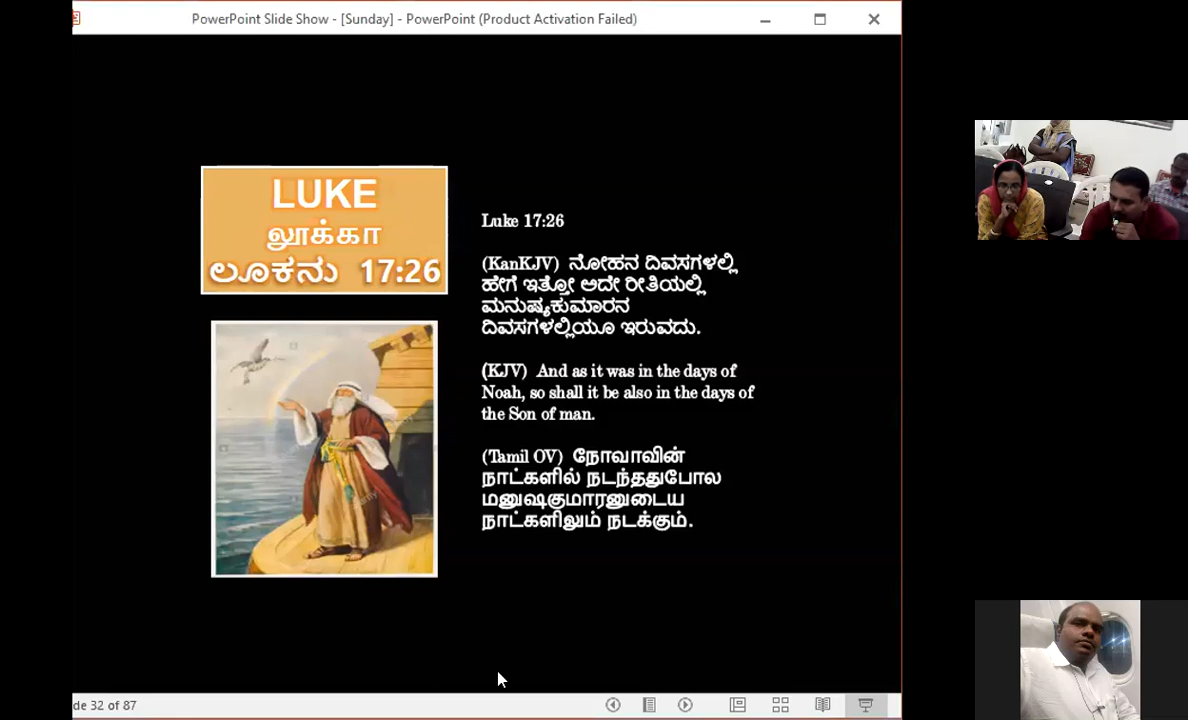 PowerPoint Slide Show - [Sunday] - PowerPoint (Product Activation Failed)
LUKE
லூக்கா
ಲೂಕನು 17:26
Luke 17:26
(KanKJV) ನೋಹನ ದಿವಸಗಳಲ್ಲಿ
ಹೇಗೆ ಇತ್ತೋ ಅದೇ ರೀತಿಯಲ್ಲಿ
ಮನುಷ್ಯಕುಮಾರನ
ದಿವಸಗಳಲ್ಲಿಯೂ ಇರುವದು.
(KJV) And as it was in the days of
Noah, so shall it be also in the days of
the Son of man.
(Tamil OV) நோவாவின்
நாட்களில் நடந்ததுபோல
மனுஷகுமாரனுடைய
நாட்களிலும் நடக்கும்.
de 32 of 87